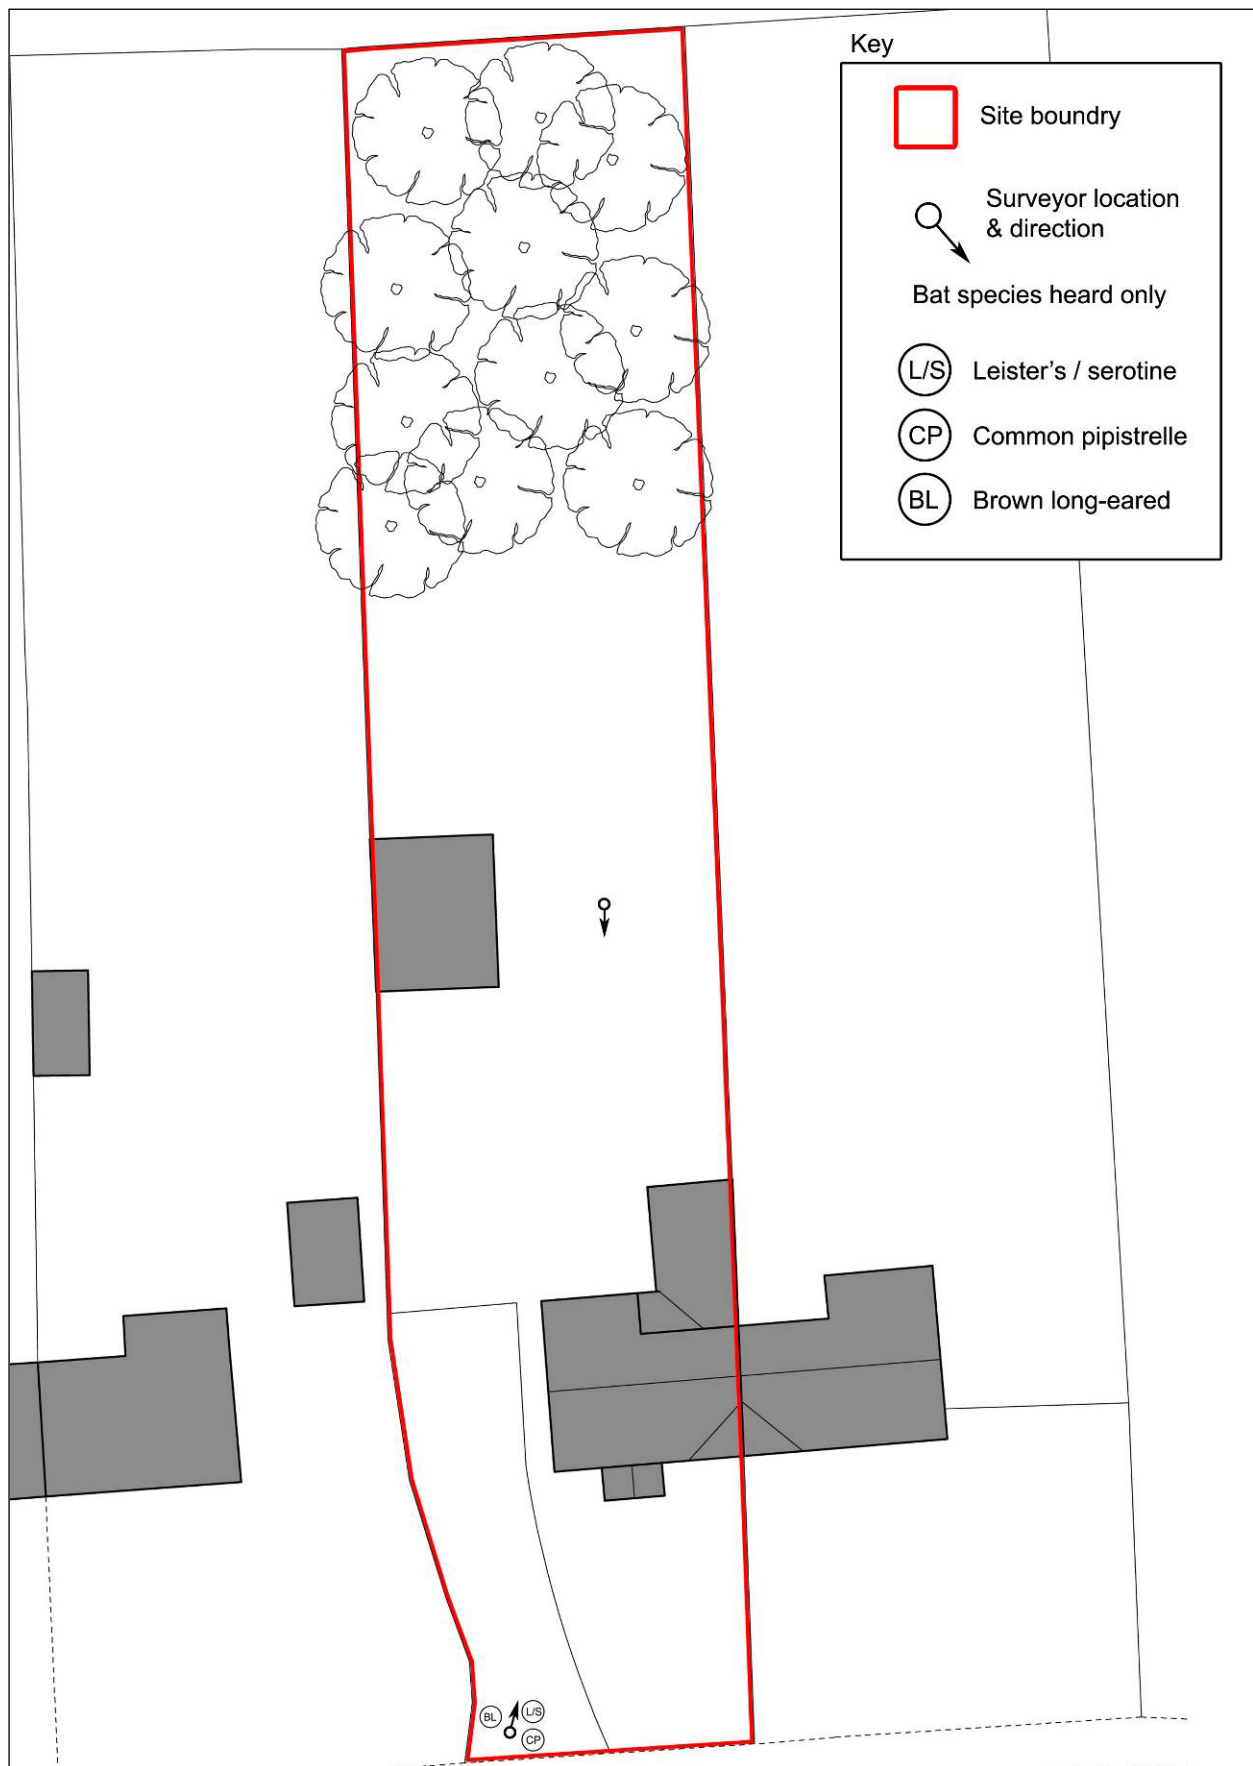 Key
Site boundry
Surveyor location
& direction
Bat species heard only
L/S Leister's / serotine
CP Common pipistrelle
BL Brown long-eared
BL L/S
CP